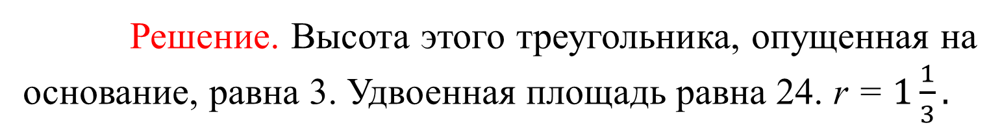 Решение. Высота этого треугольника, опущенная на
основание, равна 3. Удвоенная площадь равна 24. r = 1 1/3.